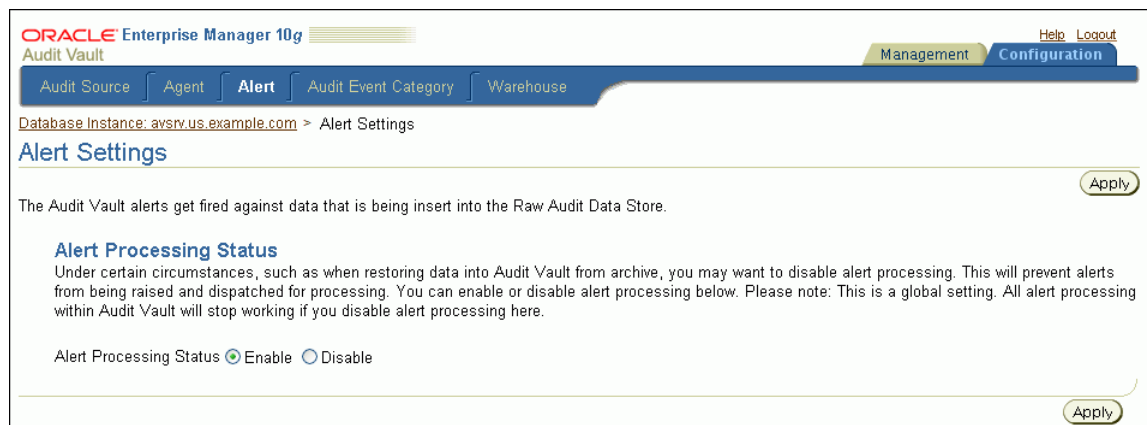 ORACLE Enterprise Manager 10g
Audit Vault
Help Logout
Management Configuration
Audit Source Agent Alert Audit Event Category Warehouse
Database Instance: avsrv.us.example.com > Alert Settings
Alert Settings
Apply
The Audit Vault alerts get fired against data that is being insert into the Raw Audit Data Store.
Alert Processing Status
Under certain circumstances, such as when restoring data into Audit Vault from archive, you may want to disable alert processing. This will prevent alerts
from being raised and dispatched for processing. You can enable or disable alert processing below. Please note: This is a global setting. All alert processing
within Audit Vault will stop working if you disable alert processing here.
Alert Processing Status Enable Disable
Apply